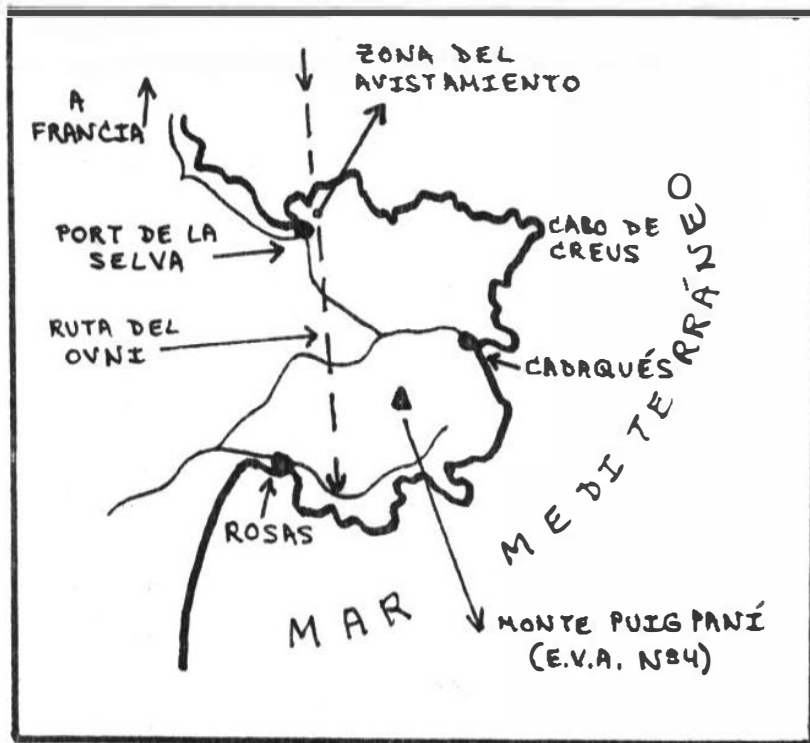 ZONA DEL
AVISTAMIENTO
A
FRANCIA
PORT DE LA
SELVA
CABO DE
CREUS
RUTA DEL
OVNI
CADAQUÉS
ROSAS
MAR MEDITERRÁNEO
MONTE PUIG PANÍ
(E.V.A. Nº4)